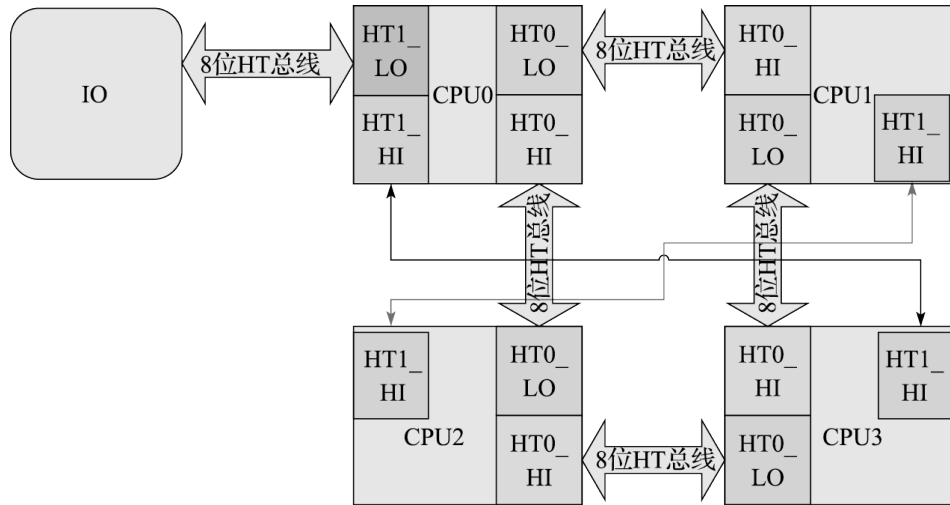 IO
8位HT总线
HT1_
LO
HT1_
HI
CPU0
HT0_
LO
HT0_
HI
8位HT总线
HT0_
HI
HT0_
LO
CPU1
HT1_
HI
8位HT总线
8位HT总线
HT1_
HI
CPU2
HT0_
LO
HT0_
HI
8位HT总线
HT0_
HI
HT0_
LO
CPU3
HT1_
HI